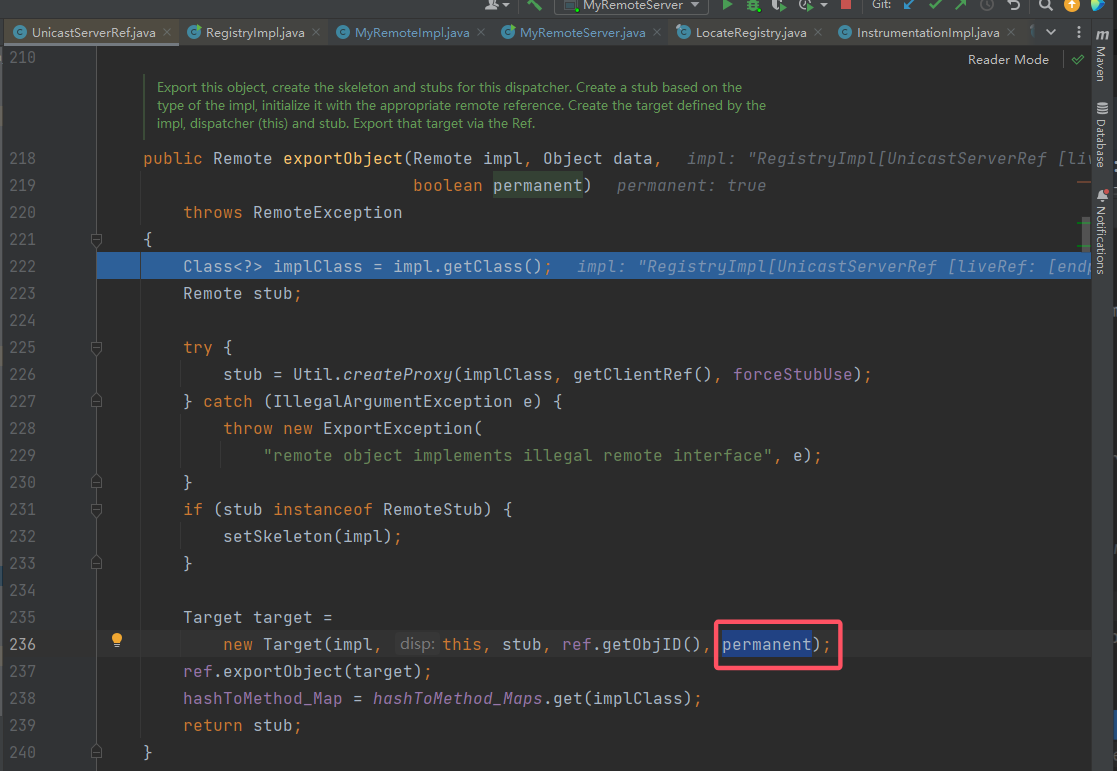 MyRemoteServer
Git:
UnicastServerRef.java
RegistryImpl.java
MyRemoteImpl.java
MyRemoteServer.java
LocateRegistry.java
InstrumentationImpl.java
m
Maven
Database
Notifications
Reader Mode
210
Export this object, create the skeleton and stubs for this dispatcher. Create a stub based on the
type of the impl, initialize it with the appropriate remote reference. Create the target defined by the
impl, dispatcher (this) and stub. Export that target via the Ref.
218 public Remote exportObject(Remote impl, Object data, impl: "RegistryImpl[UnicastServerRef [liv
219 boolean permanent) permanent: true
220 throws RemoteException
221 {
222 Class<?> implClass = impl.getClass(); impl: "RegistryImpl[UnicastServerRef [liveRef: [endp
223 Remote stub;
224
225 try {
226 stub = Util.createProxy(implClass, getClientRef(), forceStubUse);
227 } catch (IllegalArgumentException e) {
228 throw new ExportException(
229 "remote object implements illegal remote interface", e);
230 }
231 if (stub instanceof RemoteStub) {
232 setSkeleton(impl);
233 }
234
235 Target target =
236 new Target(impl, disp: this, stub, ref.getObjID(), permanent);
237 ref.exportObject(target);
238 hashToMethod_Map = hashToMethod_Maps.get(implClass);
239 return stub;
240 }